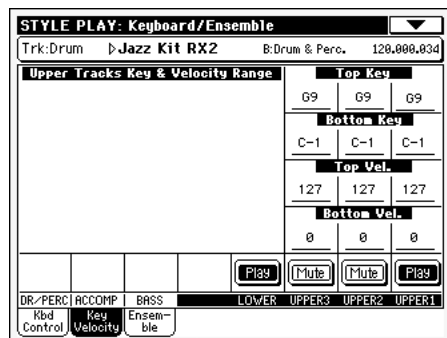 STYLE PLAY: Keyboard/Ensemble
Trk:Drum ▷Jazz Kit RX2 B:Drum & Perc. 120.000.034
Upper Tracks Key & Velocity Range Top Key
G9 G9 G9
Bottom Key
C-1 C-1 C-1
Top Vel.
127 127 127
Bottom Vel.
0 0 0
Play Mute Mute Play
DR/PERC ACCOMP BASS LOWER UPPER3 UPPER2 UPPER1
Kbd Control Key Velocity Ensem-ble